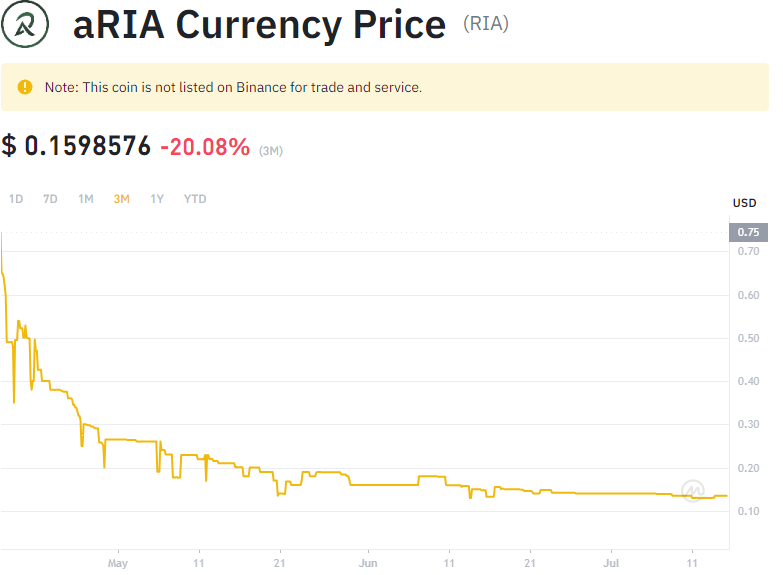 aRIA Currency Price (RIA)
Note: This coin is not listed on Binance for trade and service.
$ 0.1598576 -20.08% (3M)
1D 7D 1M 3M 1Y YTD
USD
0.75
0.70
0.60
0.50
0.40
0.30
0.20
0.10
May 11 21 Jun 11 21 Jul 11